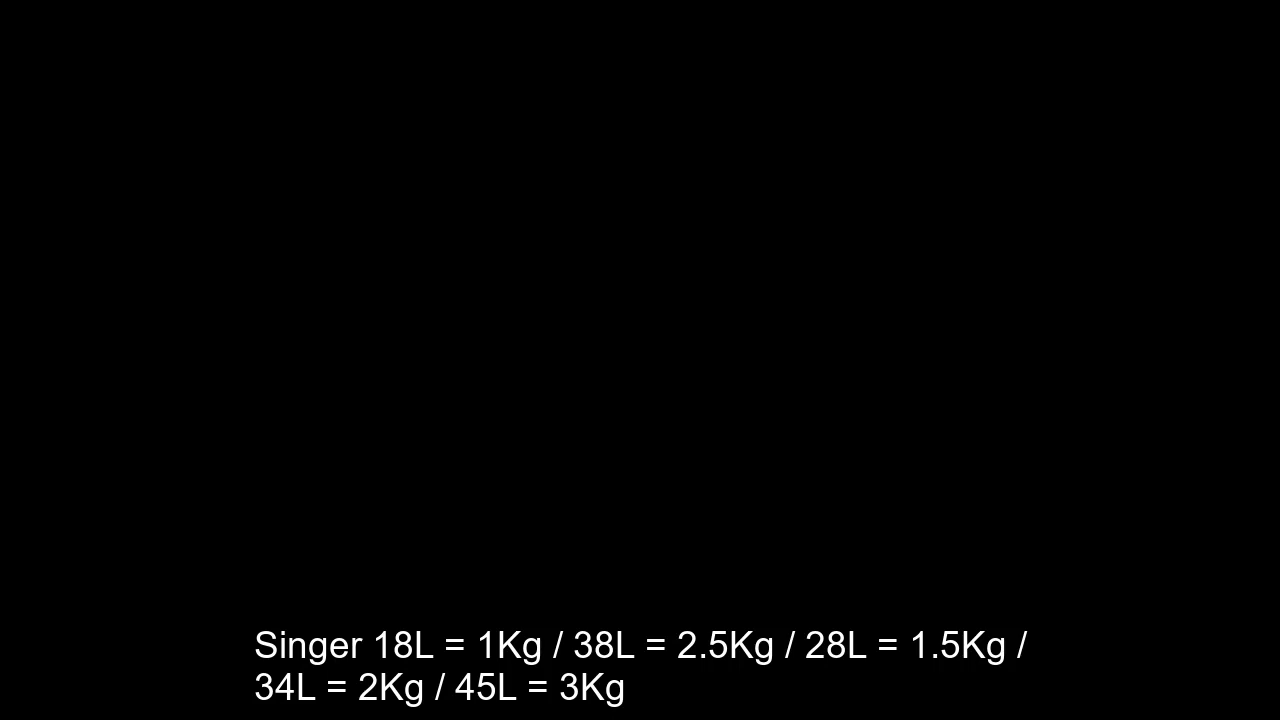 Singer 18L = 1Kg / 38L = 2.5Kg / 28L = 1.5Kg /
34L = 2Kg / 45L = 3Kg